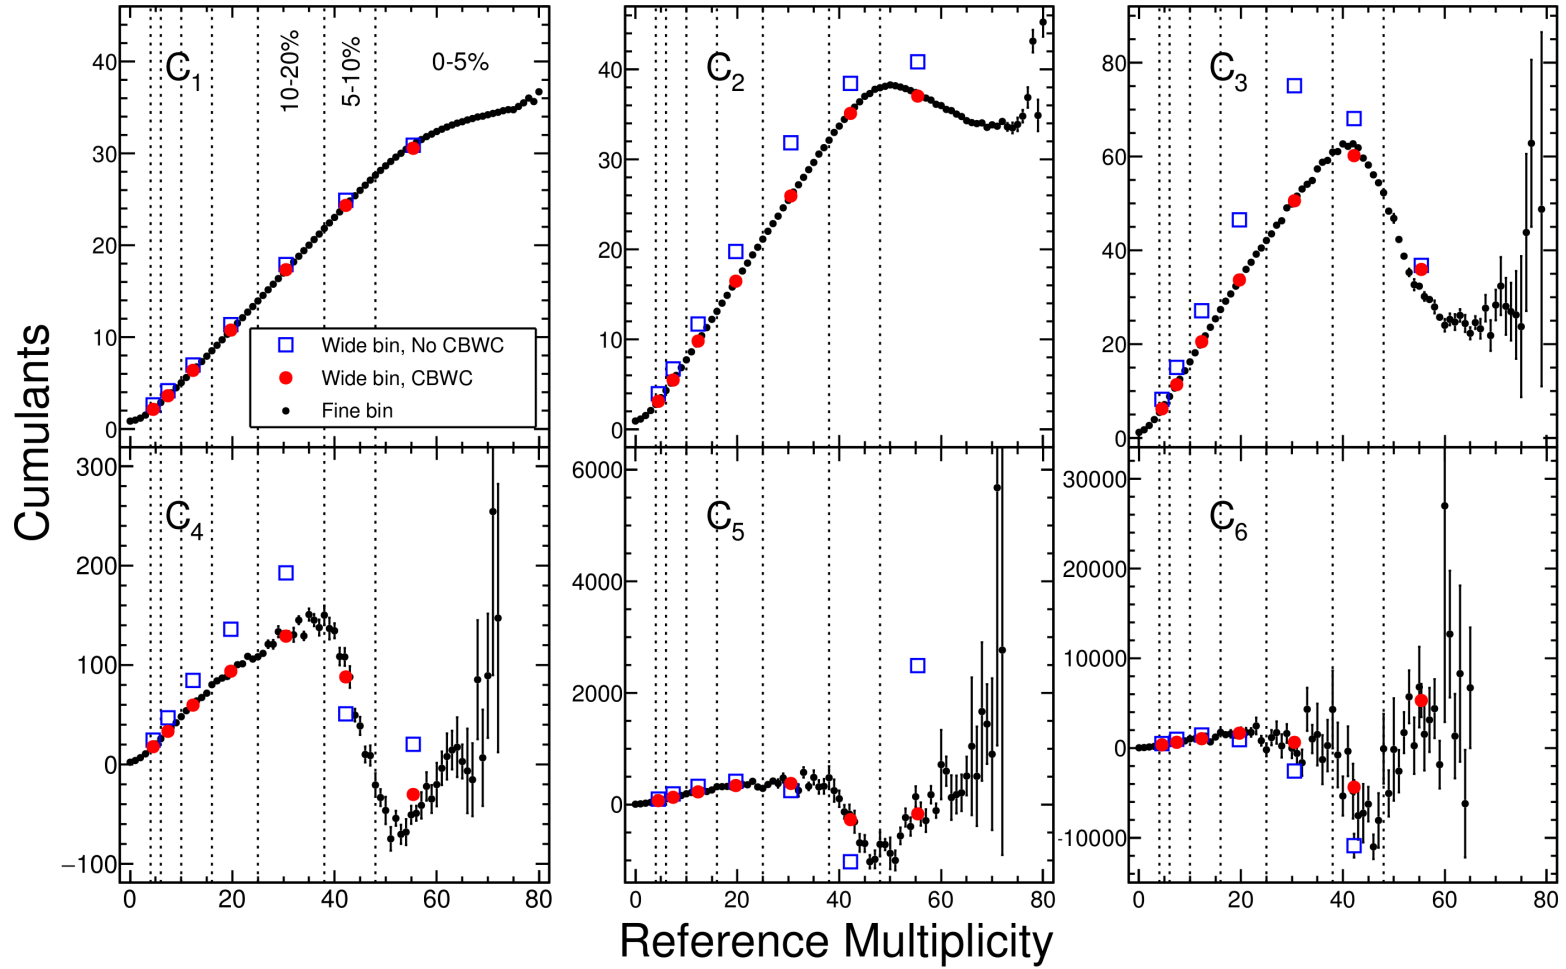 C1
10-20%
5-10%
0-5%
40
30
20
10
0
Wide bin, No CBWC
Wide bin, CBWC
Fine bin
C2
40
30
20
10
0
C3
80
60
40
20
0
Cumulants
C4
300
200
100
0
−100
0 20 40 60 80
C5
6000
4000
2000
0
0 20 40 60 80
C6
30000
20000
10000
0
-10000
0 20 40 60 80
Reference Multiplicity